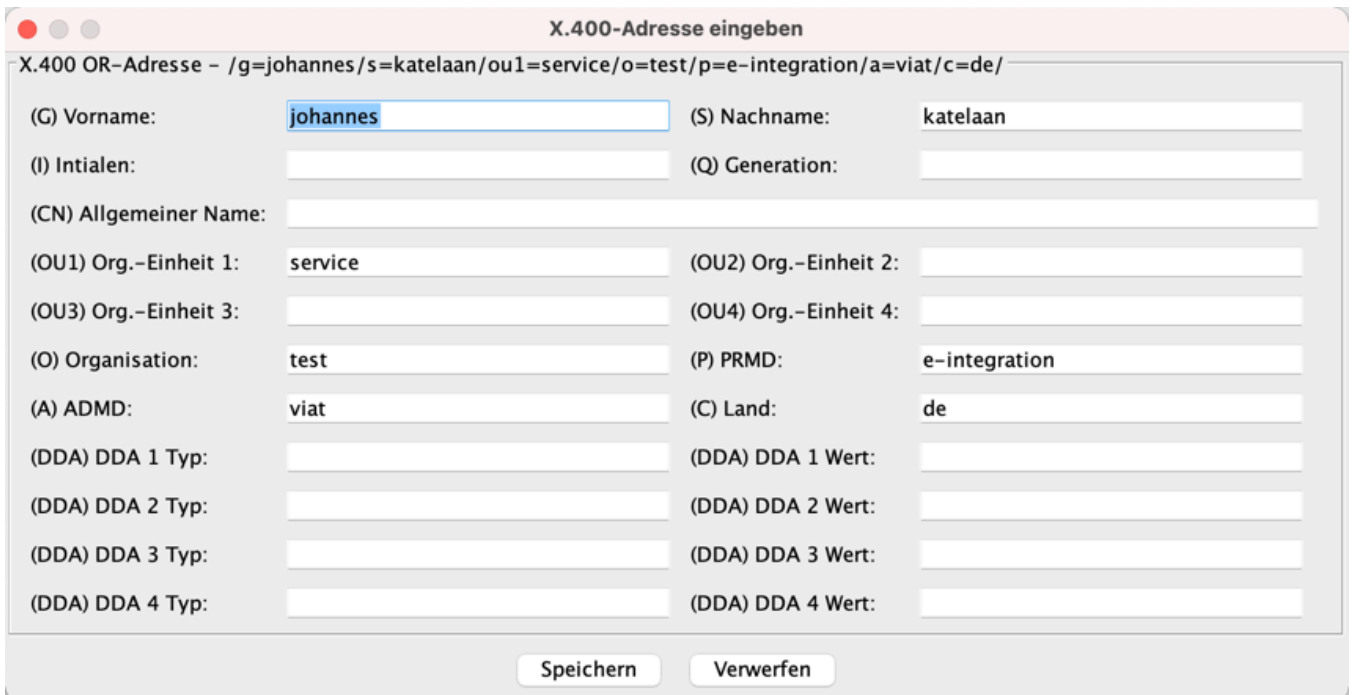 X.400-Adresse eingeben
X.400 OR-Adresse - /g=johannes/s=katelaan/ou1=service/o=test/p=e-integration/a=viat/c=de/
(G) Vorname: johannes (S) Nachname: katelaan
(I) Intialen: (Q) Generation:
(CN) Allgemeiner Name:
(OU1) Org.-Einheit 1: service (OU2) Org.-Einheit 2:
(OU3) Org.-Einheit 3: (OU4) Org.-Einheit 4:
(O) Organisation: test (P) PRMD: e-integration
(A) ADMD: viat (C) Land: de
(DDA) DDA 1 Typ: (DDA) DDA 1 Wert:
(DDA) DDA 2 Typ: (DDA) DDA 2 Wert:
(DDA) DDA 3 Typ: (DDA) DDA 3 Wert:
(DDA) DDA 4 Typ: (DDA) DDA 4 Wert:
Speichern Verwerfen